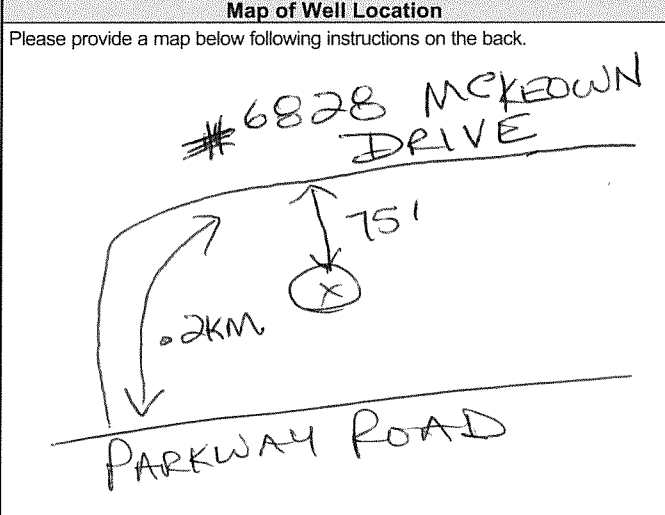 Map of Well Location
Please provide a map below following instructions on the back.
#6828 MCKEOWN
DRIVE
75'
.2KM
PARKWAY ROAD